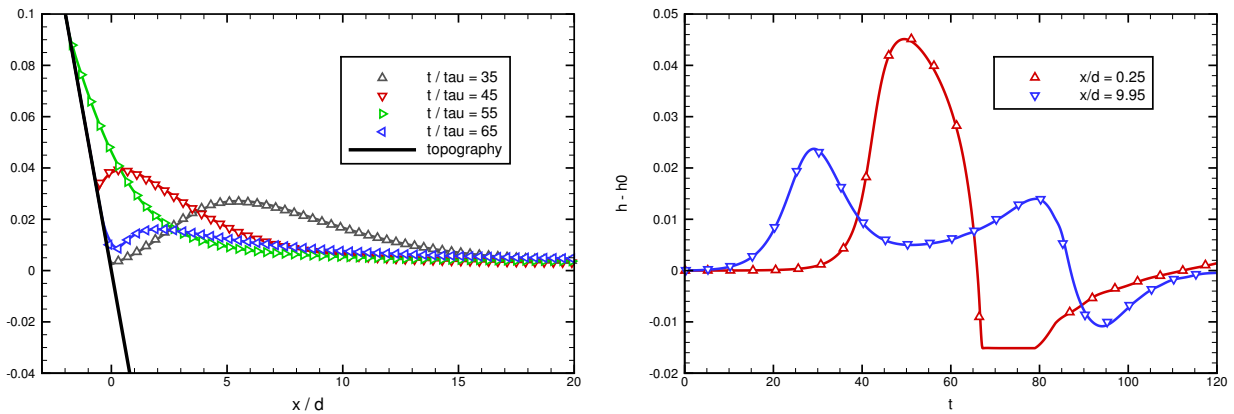 0.1
0.08
0.06
0.04
0.02
0
-0.02
-0.04
0
5
10
15
20
x / d
t / tau = 35
t / tau = 45
t / tau = 55
t / tau = 65
topography
0.05
0.04
0.03
0.02
0.01
0
-0.01
-0.02
h - h0
0
20
40
60
80
100
120
t
x/d = 0.25
x/d = 9.95